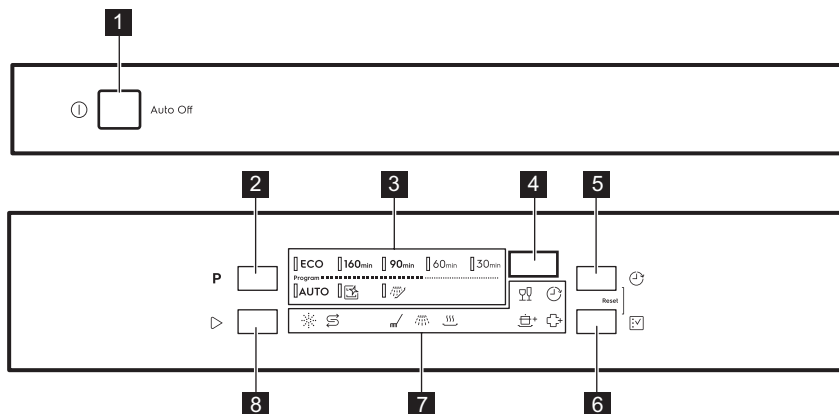 1
Auto Off
2 3 4 5
ECO 160min 90min 60min 30min
P
Program
AUTO
Reset
8 7 6